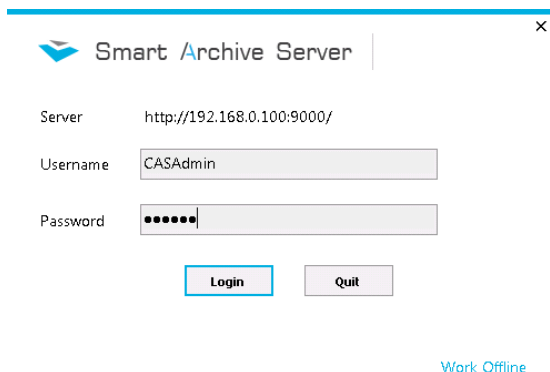 Smart Archive Server
Server http://192.168.0.100:9000/
Username CASAdmin
Password ●●●●●●
Login Quit
Work Offline